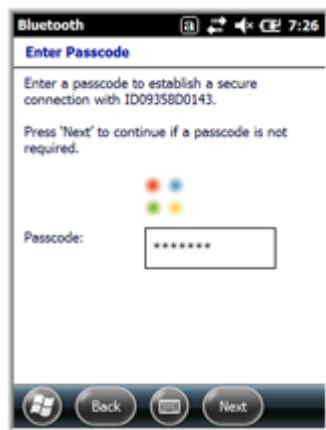 Bluetooth
a
7:26
Enter Passcode
Enter a passcode to establish a secure
connection with ID09358D0143.
Press 'Next' to continue if a passcode is not
required.
Passcode:
*******
Back
Next